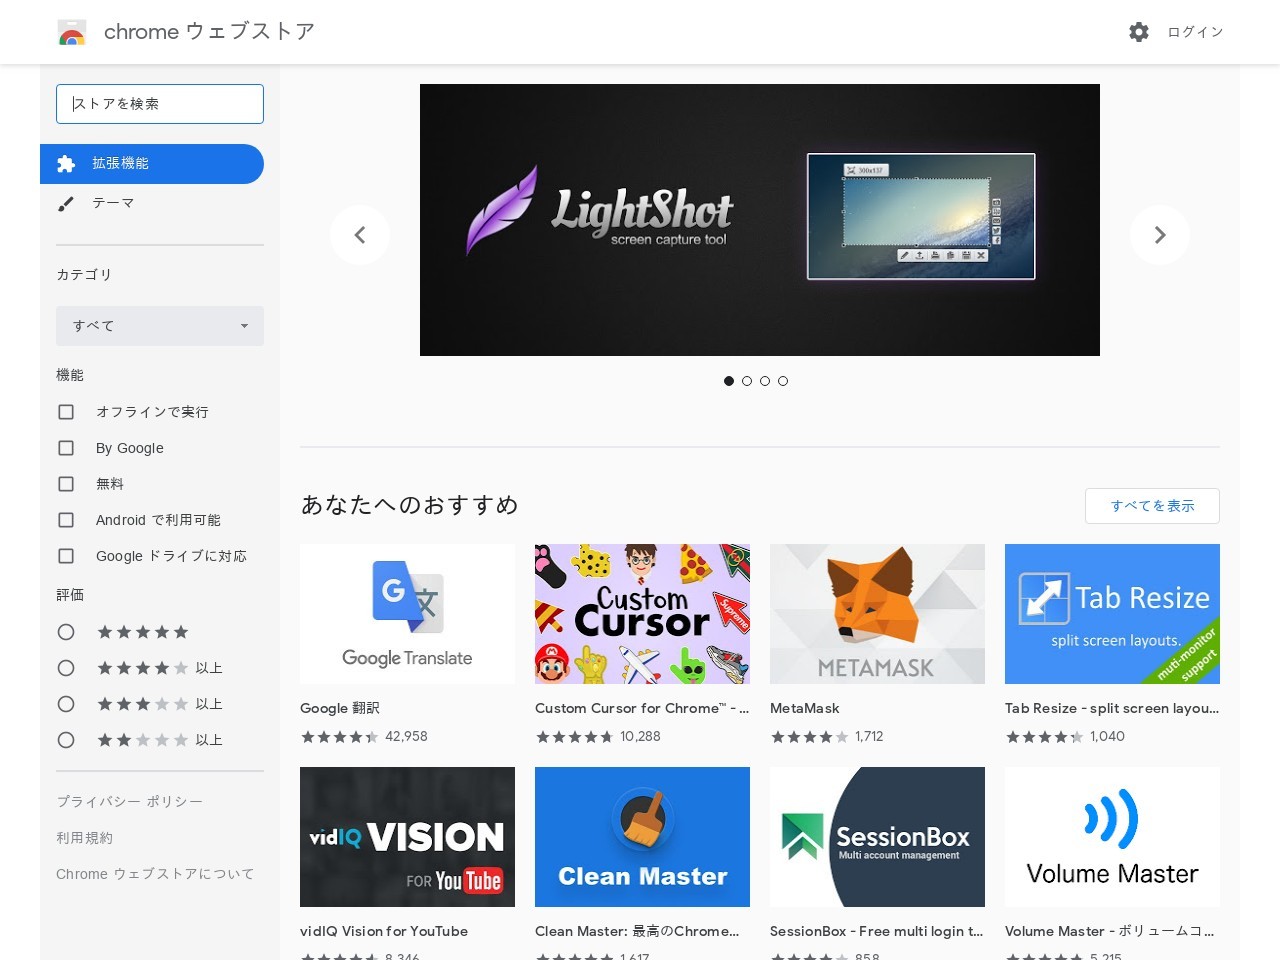 chrome ウェブストア
ログイン
ストアを検索
拡張機能
テーマ
カテゴリ
すべて
機能
オフラインで実行
By Google
無料
Android で利用可能
Google ドライブに対応
評価
以上
以上
以上
プライバシー ポリシー
利用規約
Chrome ウェブストアについて
LightShot
screen capture tool
300x137
あなたへのおすすめ
すべてを表示
G 文
Google Translate
Custom
Cursor
Supreme
METAMASK
Tab Resize
split screen layouts.
muti-monitor
support
Google 翻訳
Custom Cursor for Chrome™ - ...
MetaMask
Tab Resize - split screen layou...
42,958
10,288
1,712
1,040
vidIQ VISION
FOR YouTube
Clean Master
SessionBox
Multi account management
Volume Master
vidIQ Vision for YouTube
Clean Master: 最高のChrome...
SessionBox - Free multi login t...
Volume Master - ボリュームコ...
8,346
1,617
858
5,215